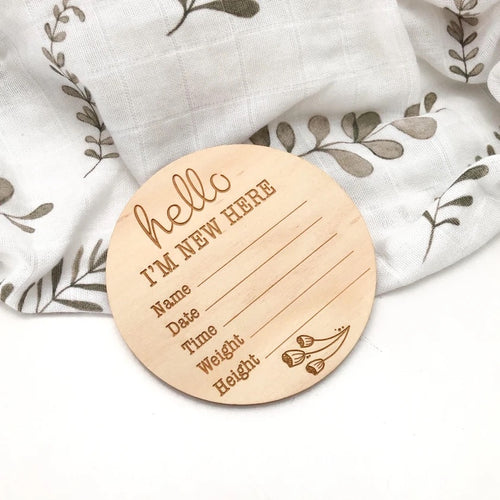 hello
I'M NEW HERE
Name
Date
Time
Weight
Height